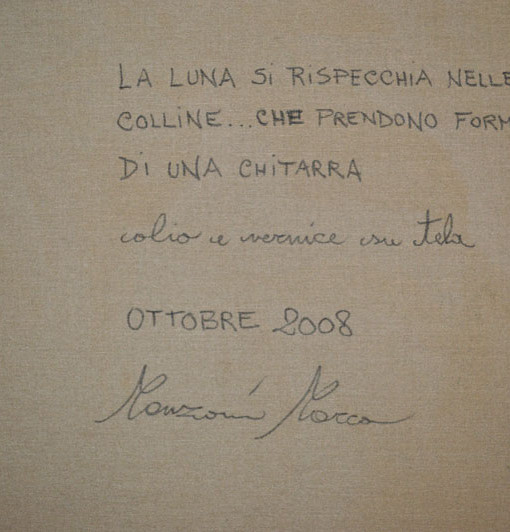 LA LUNA SI RISPECCHIA NELLE
COLLINE... CHE PRENDONO FORM
DI UNA CHITARRA
olio e vernice su tela
OTTOBRE 2008
Manzoni Marco